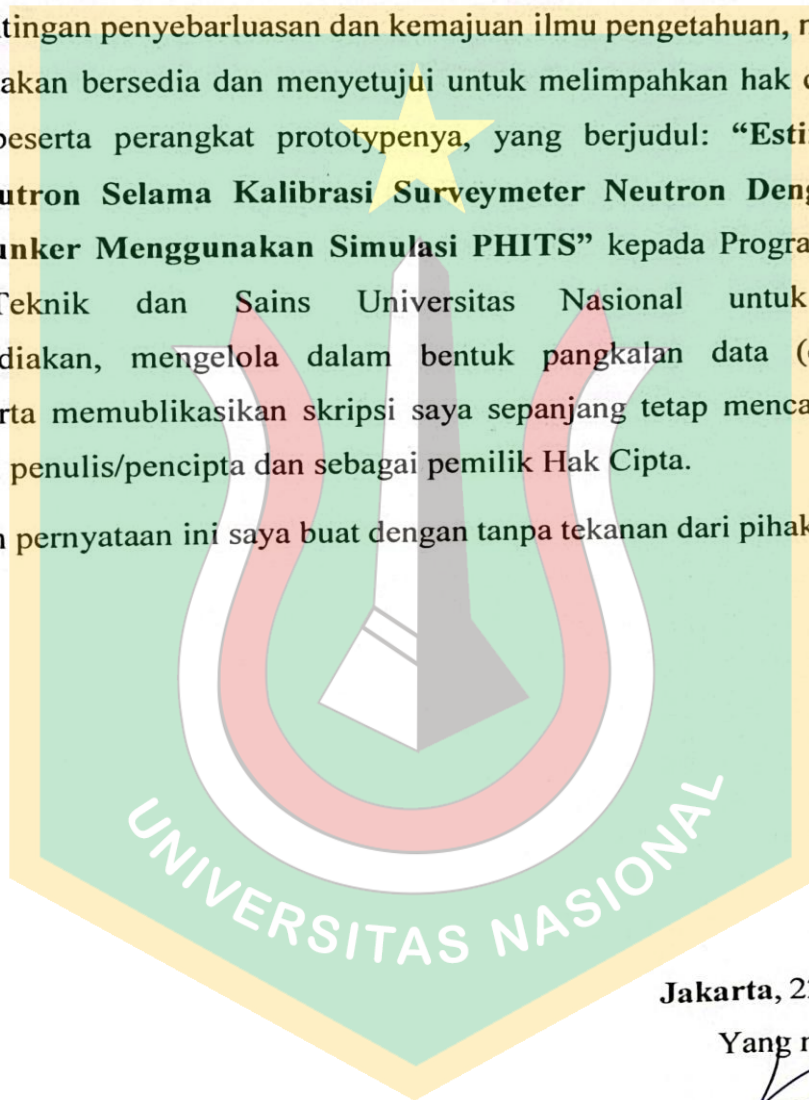 tingan penyebarluasan dan kemajuan ilmu pengetahuan,
akan bersedia dan menyetujui untuk melimpahkan hak
beserta perangkat prototypenya, yang berjudul: “Esti
utron Selama Kalibrasi Surveymeter Neutron Deng
unker Menggunakan Simulasi PHITS” kepada Progra
Teknik dan Sains Universitas Nasional untuk
diakan, mengelola dalam bentuk pangkalan data (
rta memublikasikan skripsi saya sepanjang tetap menca
penulis/pencipta dan sebagai pemilik Hak Cipta.
n pernyataan ini saya buat dengan tanpa tekanan dari pihak
UNIVERSITAS NASIONAL
Jakarta, 2
Yang